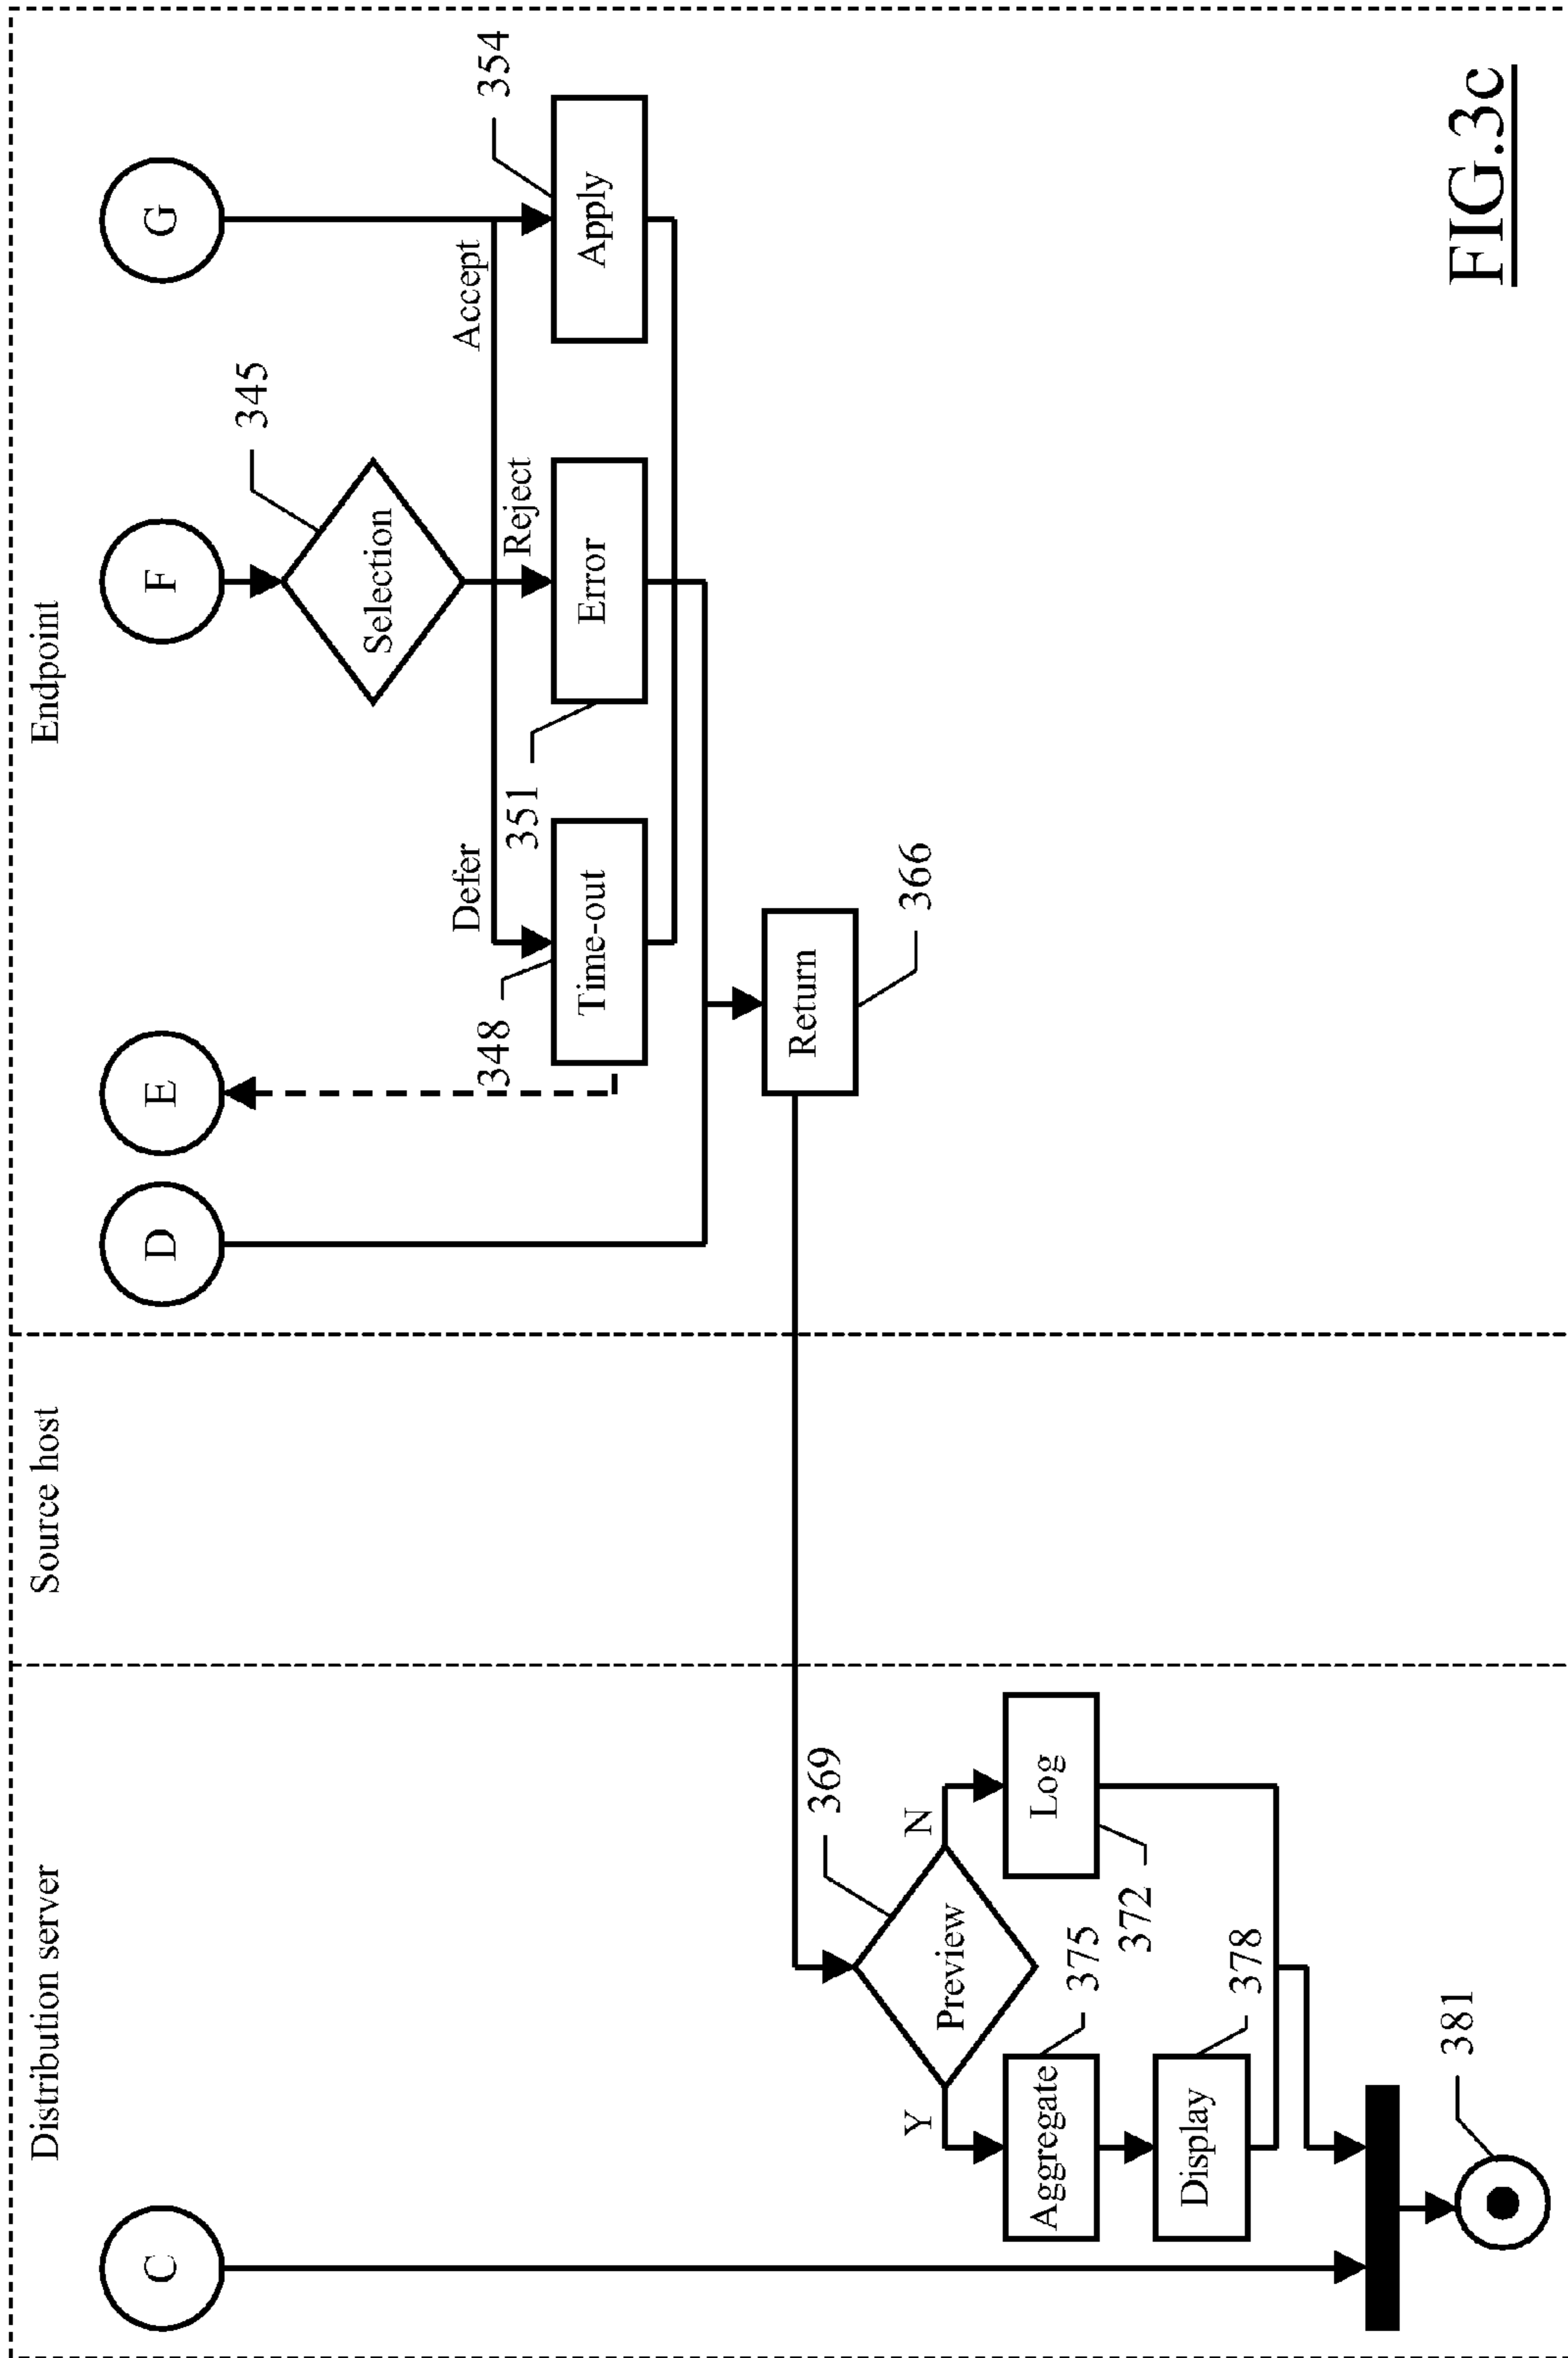 Distribution server
Source host
Endpoint
C
D
E
F
G
345
Selection
Defer
Reject
Accept
348
Time-out
351
Error
354
Apply
Return
366
369
Preview
Y
N
Aggregate
375
Log
372
Display
378
381
FIG.3c